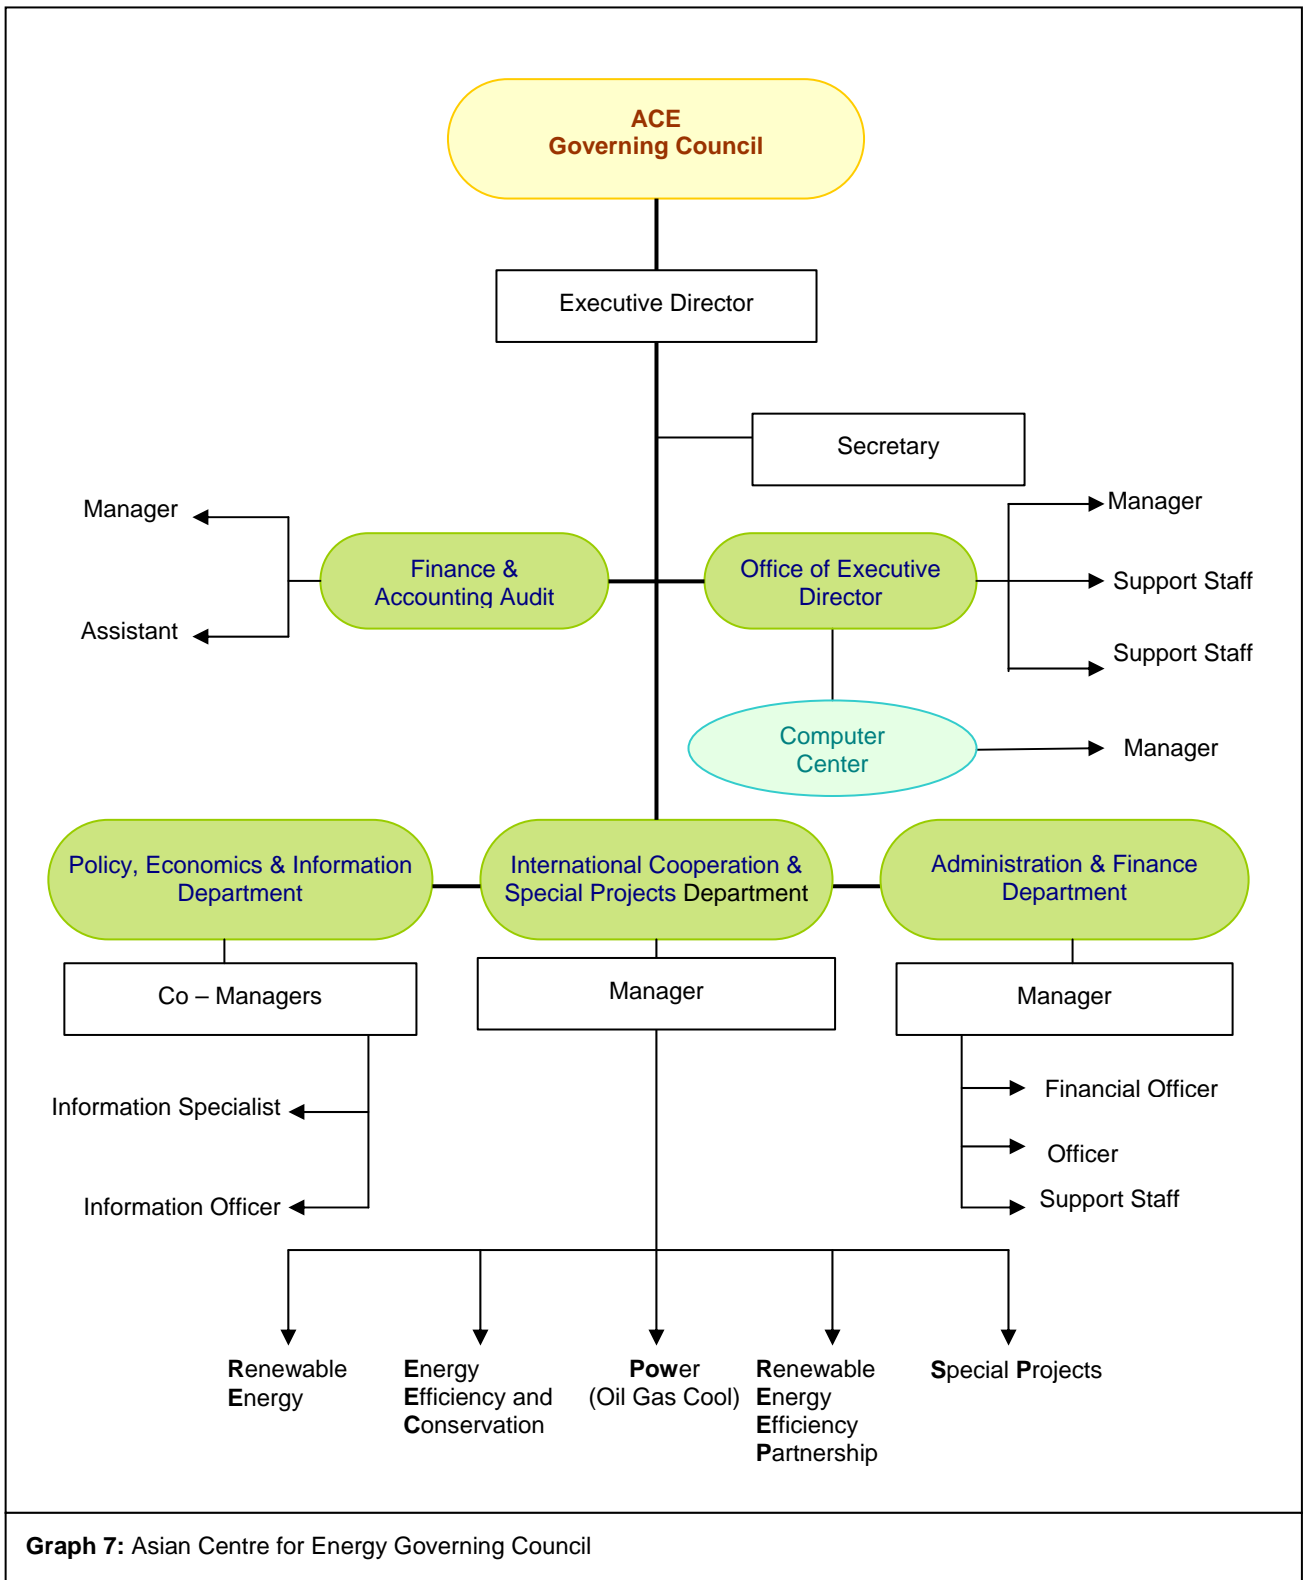 ACE
Governing Council
Executive Director
Secretary
Manager
Assistant
Finance &
Accounting Audit
Office of Executive
Director
Manager
Support Staff
Support Staff
Computer
Center
Manager
Policy, Economics & Information
Department
International Cooperation &
Special Projects Department
Administration & Finance
Department
Co – Managers
Manager
Manager
Information Specialist
Information Officer
Financial Officer
Officer
Support Staff
Renewable
Energy
Energy
Efficiency and
Conservation
Power
(Oil Gas Cool)
Renewable
Energy
Efficiency
Partnership
Special Projects
Graph 7: Asian Centre for Energy Governing Council